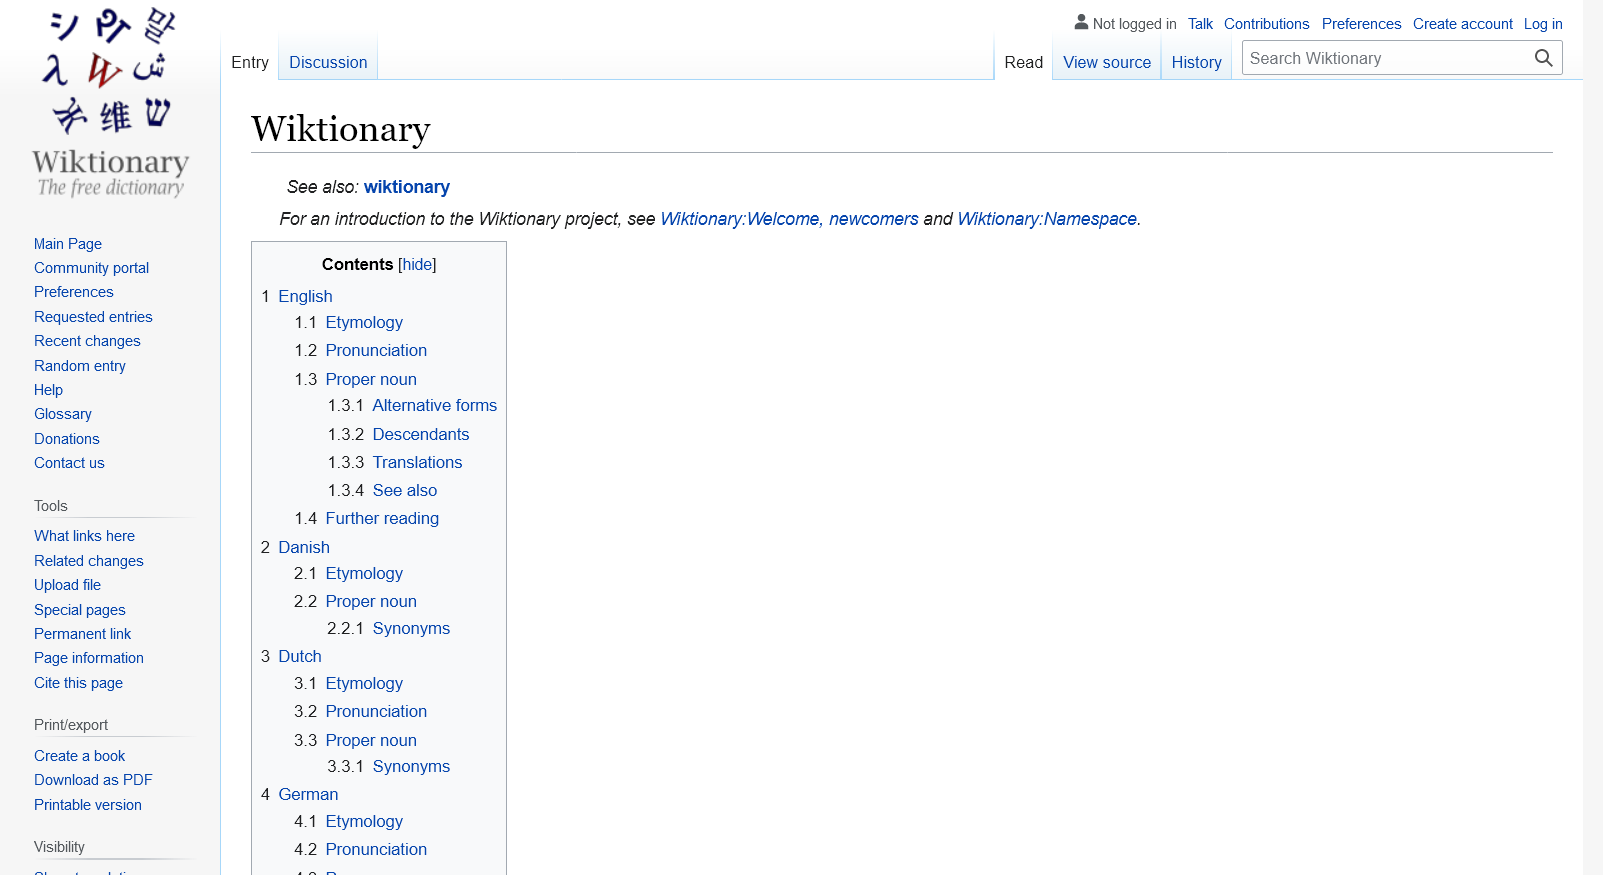 シ דּ 말
λ W ش
维 ש
Wiktionary
The free dictionary
Main Page
Community portal
Preferences
Requested entries
Recent changes
Random entry
Help
Glossary
Donations
Contact us
Tools
What links here
Related changes
Upload file
Special pages
Permanent link
Page information
Cite this page
Print/export
Create a book
Download as PDF
Printable version
Visibility
Not logged in Talk Contributions Preferences Create account Log in
Entry Discussion Read View source History Search Wiktionary
Wiktionary
See also: wiktionary
For an introduction to the Wiktionary project, see Wiktionary:Welcome, newcomers and Wiktionary:Namespace.
Contents [hide]
1 English
1.1 Etymology
1.2 Pronunciation
1.3 Proper noun
1.3.1 Alternative forms
1.3.2 Descendants
1.3.3 Translations
1.3.4 See also
1.4 Further reading
2 Danish
2.1 Etymology
2.2 Proper noun
2.2.1 Synonyms
3 Dutch
3.1 Etymology
3.2 Pronunciation
3.3 Proper noun
3.3.1 Synonyms
4 German
4.1 Etymology
4.2 Pronunciation